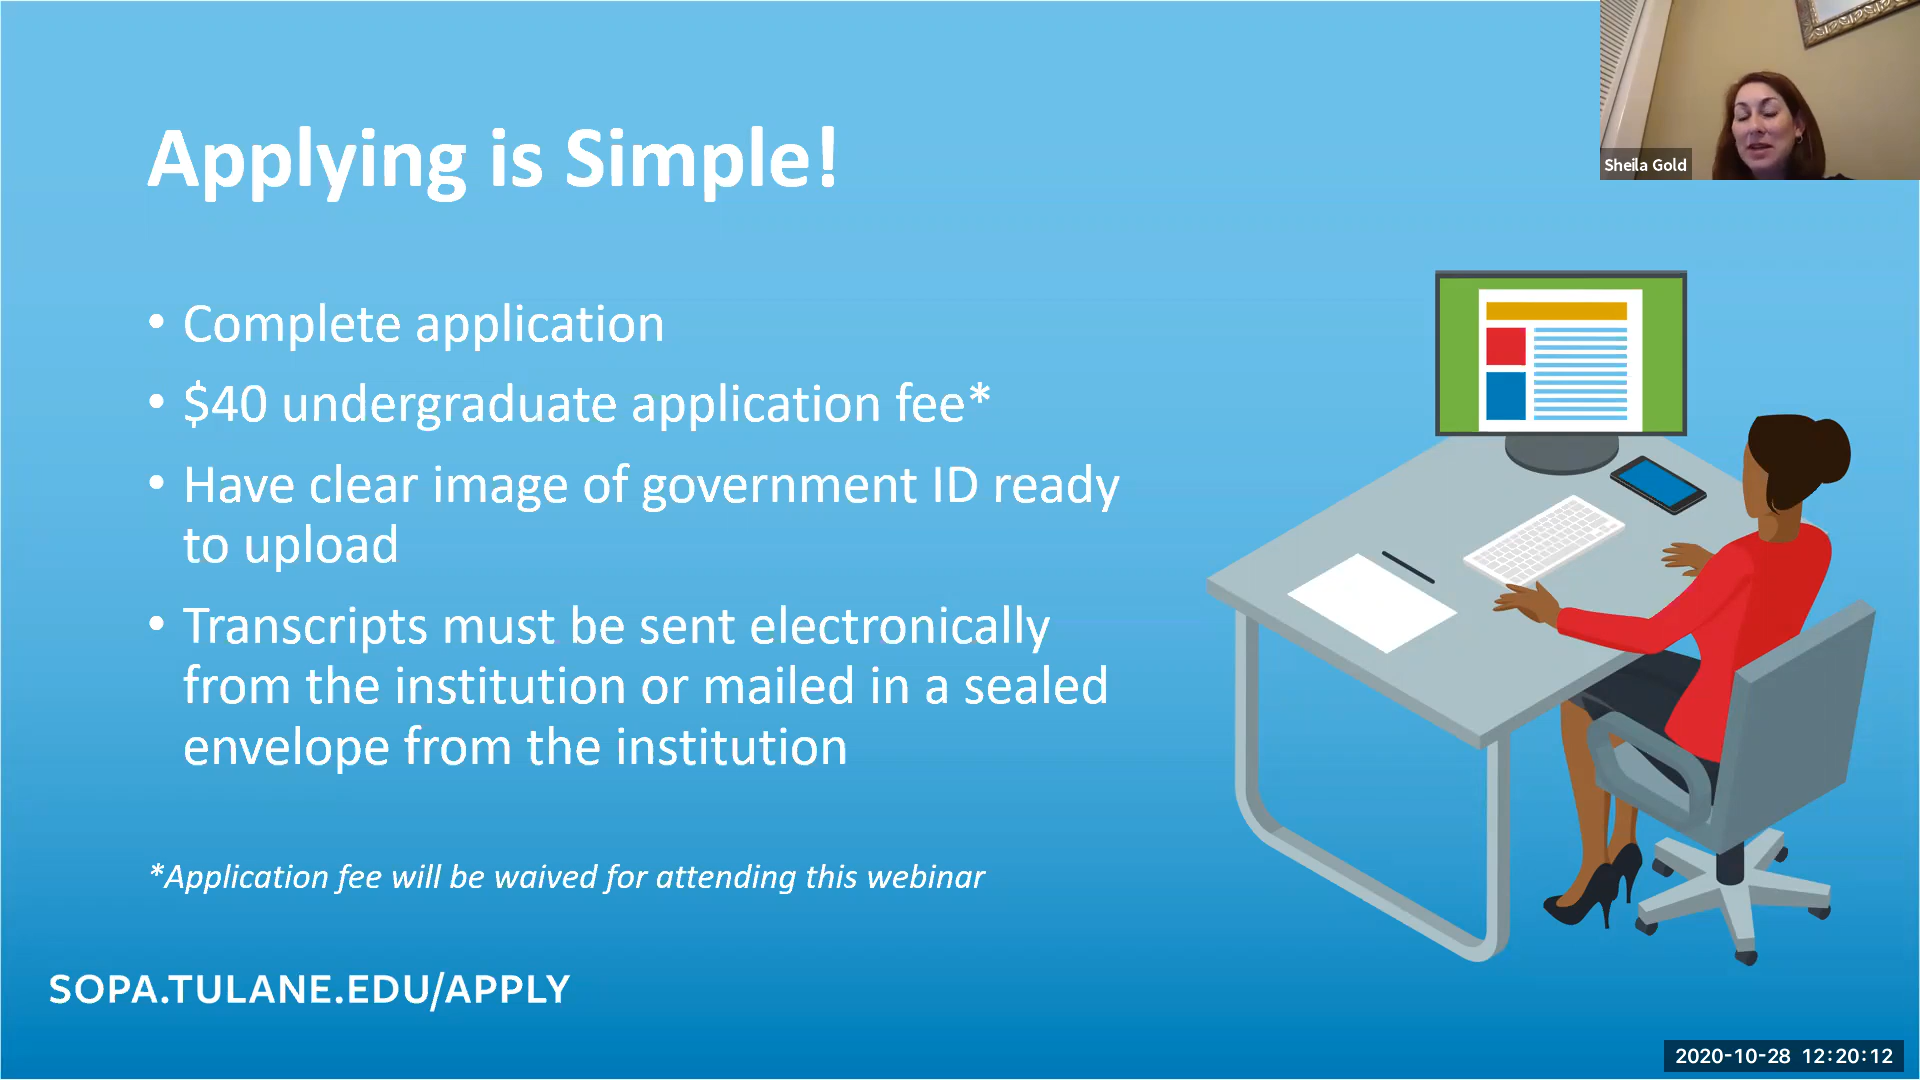 Applying is Simple!
• Complete application
• $40 undergraduate application fee*
• Have clear image of government ID ready
to upload
• Transcripts must be sent electronically
from the institution or mailed in a sealed
envelope from the institution
*Application fee will be waived for attending this webinar
SOPA.TULANE.EDU/APPLY
Sheila Gold
2020-10-28 12:20:12